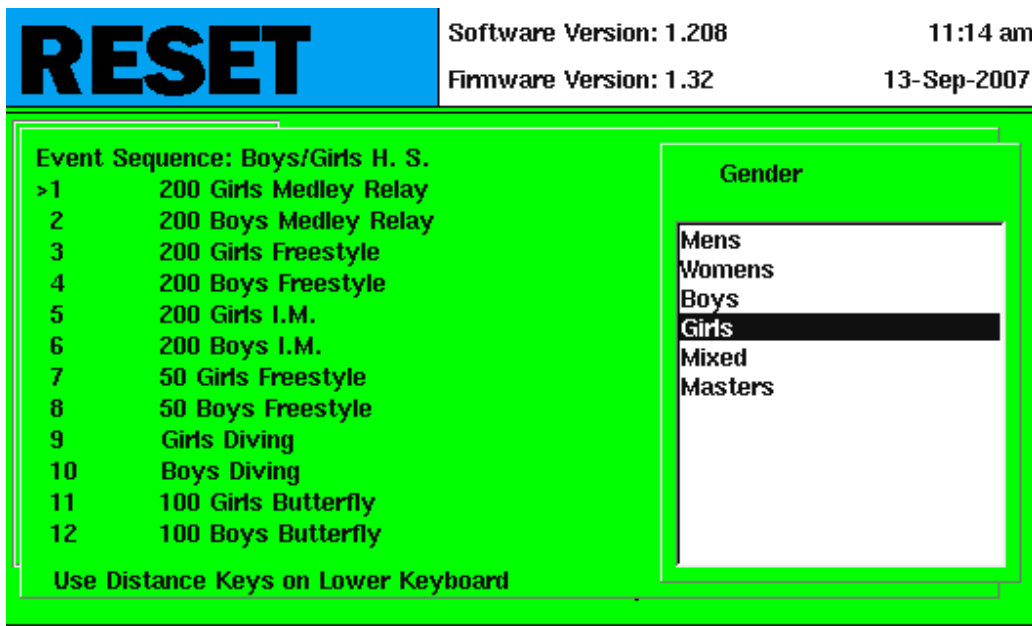 RESET
Software Version: 1.208
11:14 am
Firmware Version: 1.32
13-Sep-2007
Event Sequence: Boys/Girls H. S.
>1 200 Girls Medley Relay
2 200 Boys Medley Relay
3 200 Girls Freestyle
4 200 Boys Freestyle
5 200 Girls I.M.
6 200 Boys I.M.
7 50 Girls Freestyle
8 50 Boys Freestyle
9 Girls Diving
10 Boys Diving
11 100 Girls Butterfly
12 100 Boys Butterfly
Use Distance Keys on Lower Keyboard
Gender
Mens
Womens
Boys
Girls
Mixed
Masters